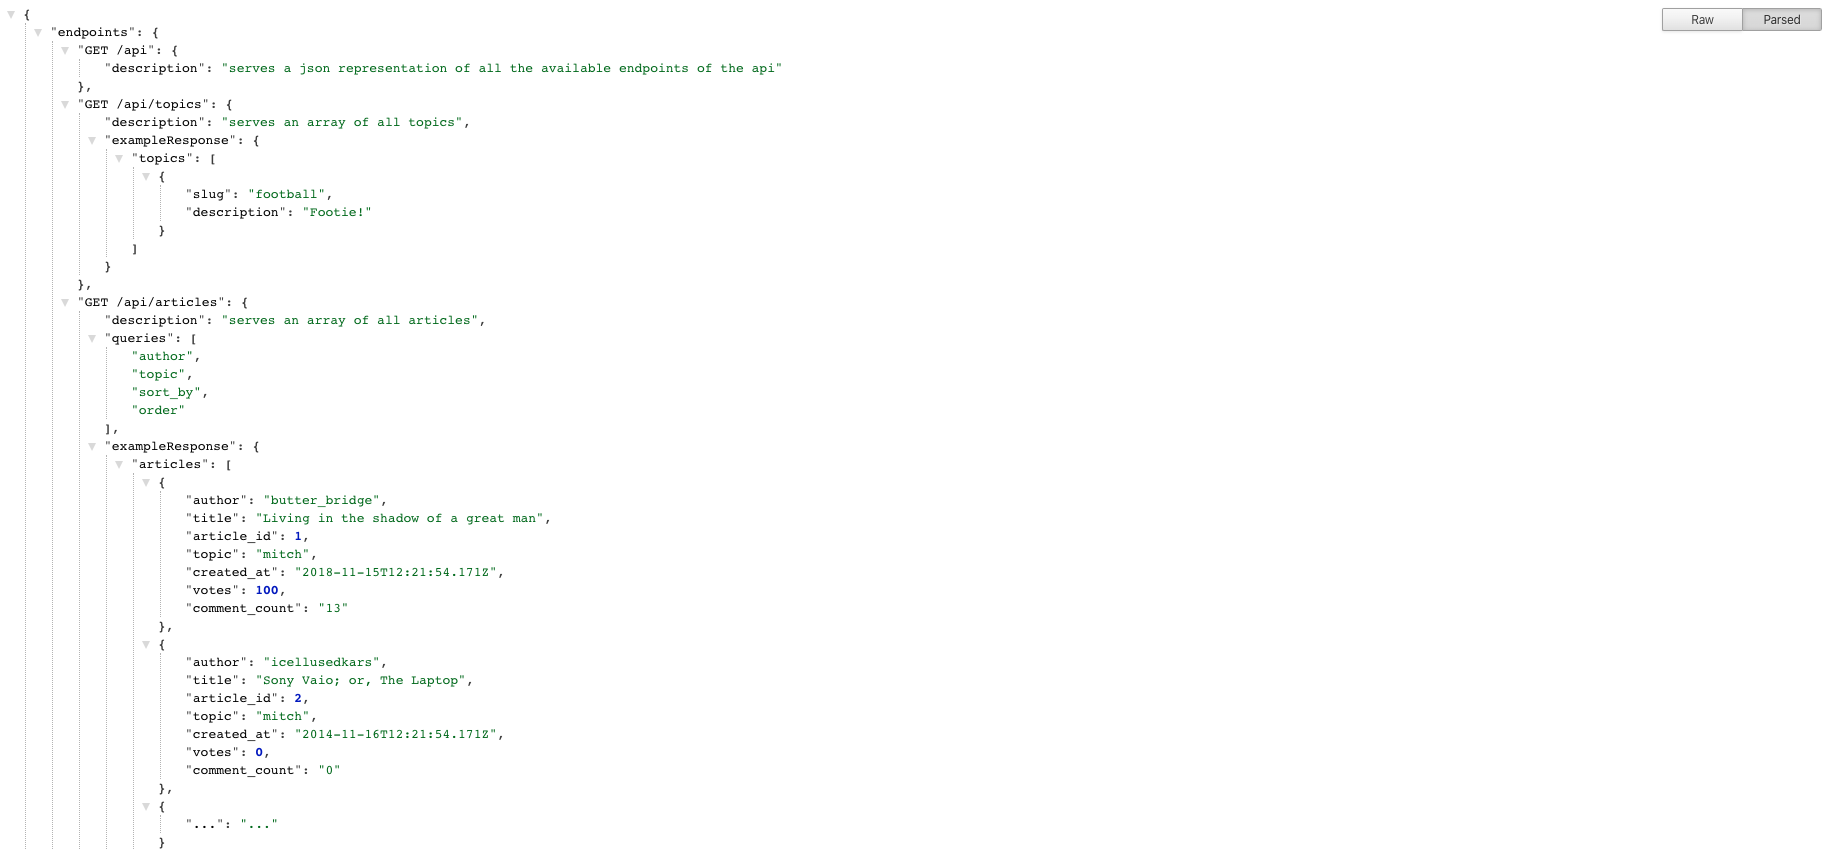 {
"endpoints": {
"GET /api": {
"description": "serves a json representation of all the available endpoints of the api"
},
"GET /api/topics": {
"description": "serves an array of all topics",
"exampleResponse": {
"topics": [
{
"slug": "football",
"description": "Footie!"
}
]
}
},
"GET /api/articles": {
"description": "serves an array of all articles",
"queries": [
"author",
"topic",
"sort_by",
"order"
],
"exampleResponse": {
"articles": [
{
"author": "butter_bridge",
"title": "Living in the shadow of a great man",
"article_id": 1,
"topic": "mitch",
"created_at": "2018-11-15T12:21:54.171Z",
"votes": 100,
"comment_count": "13"
},
{
"author": "icellusedkars",
"title": "Sony Vaio; or, The Laptop",
"article_id": 2,
"topic": "mitch",
"created_at": "2014-11-16T12:21:54.171Z",
"votes": 0,
"comment_count": "0"
},
{
"...": "..."
}
Raw
Parsed